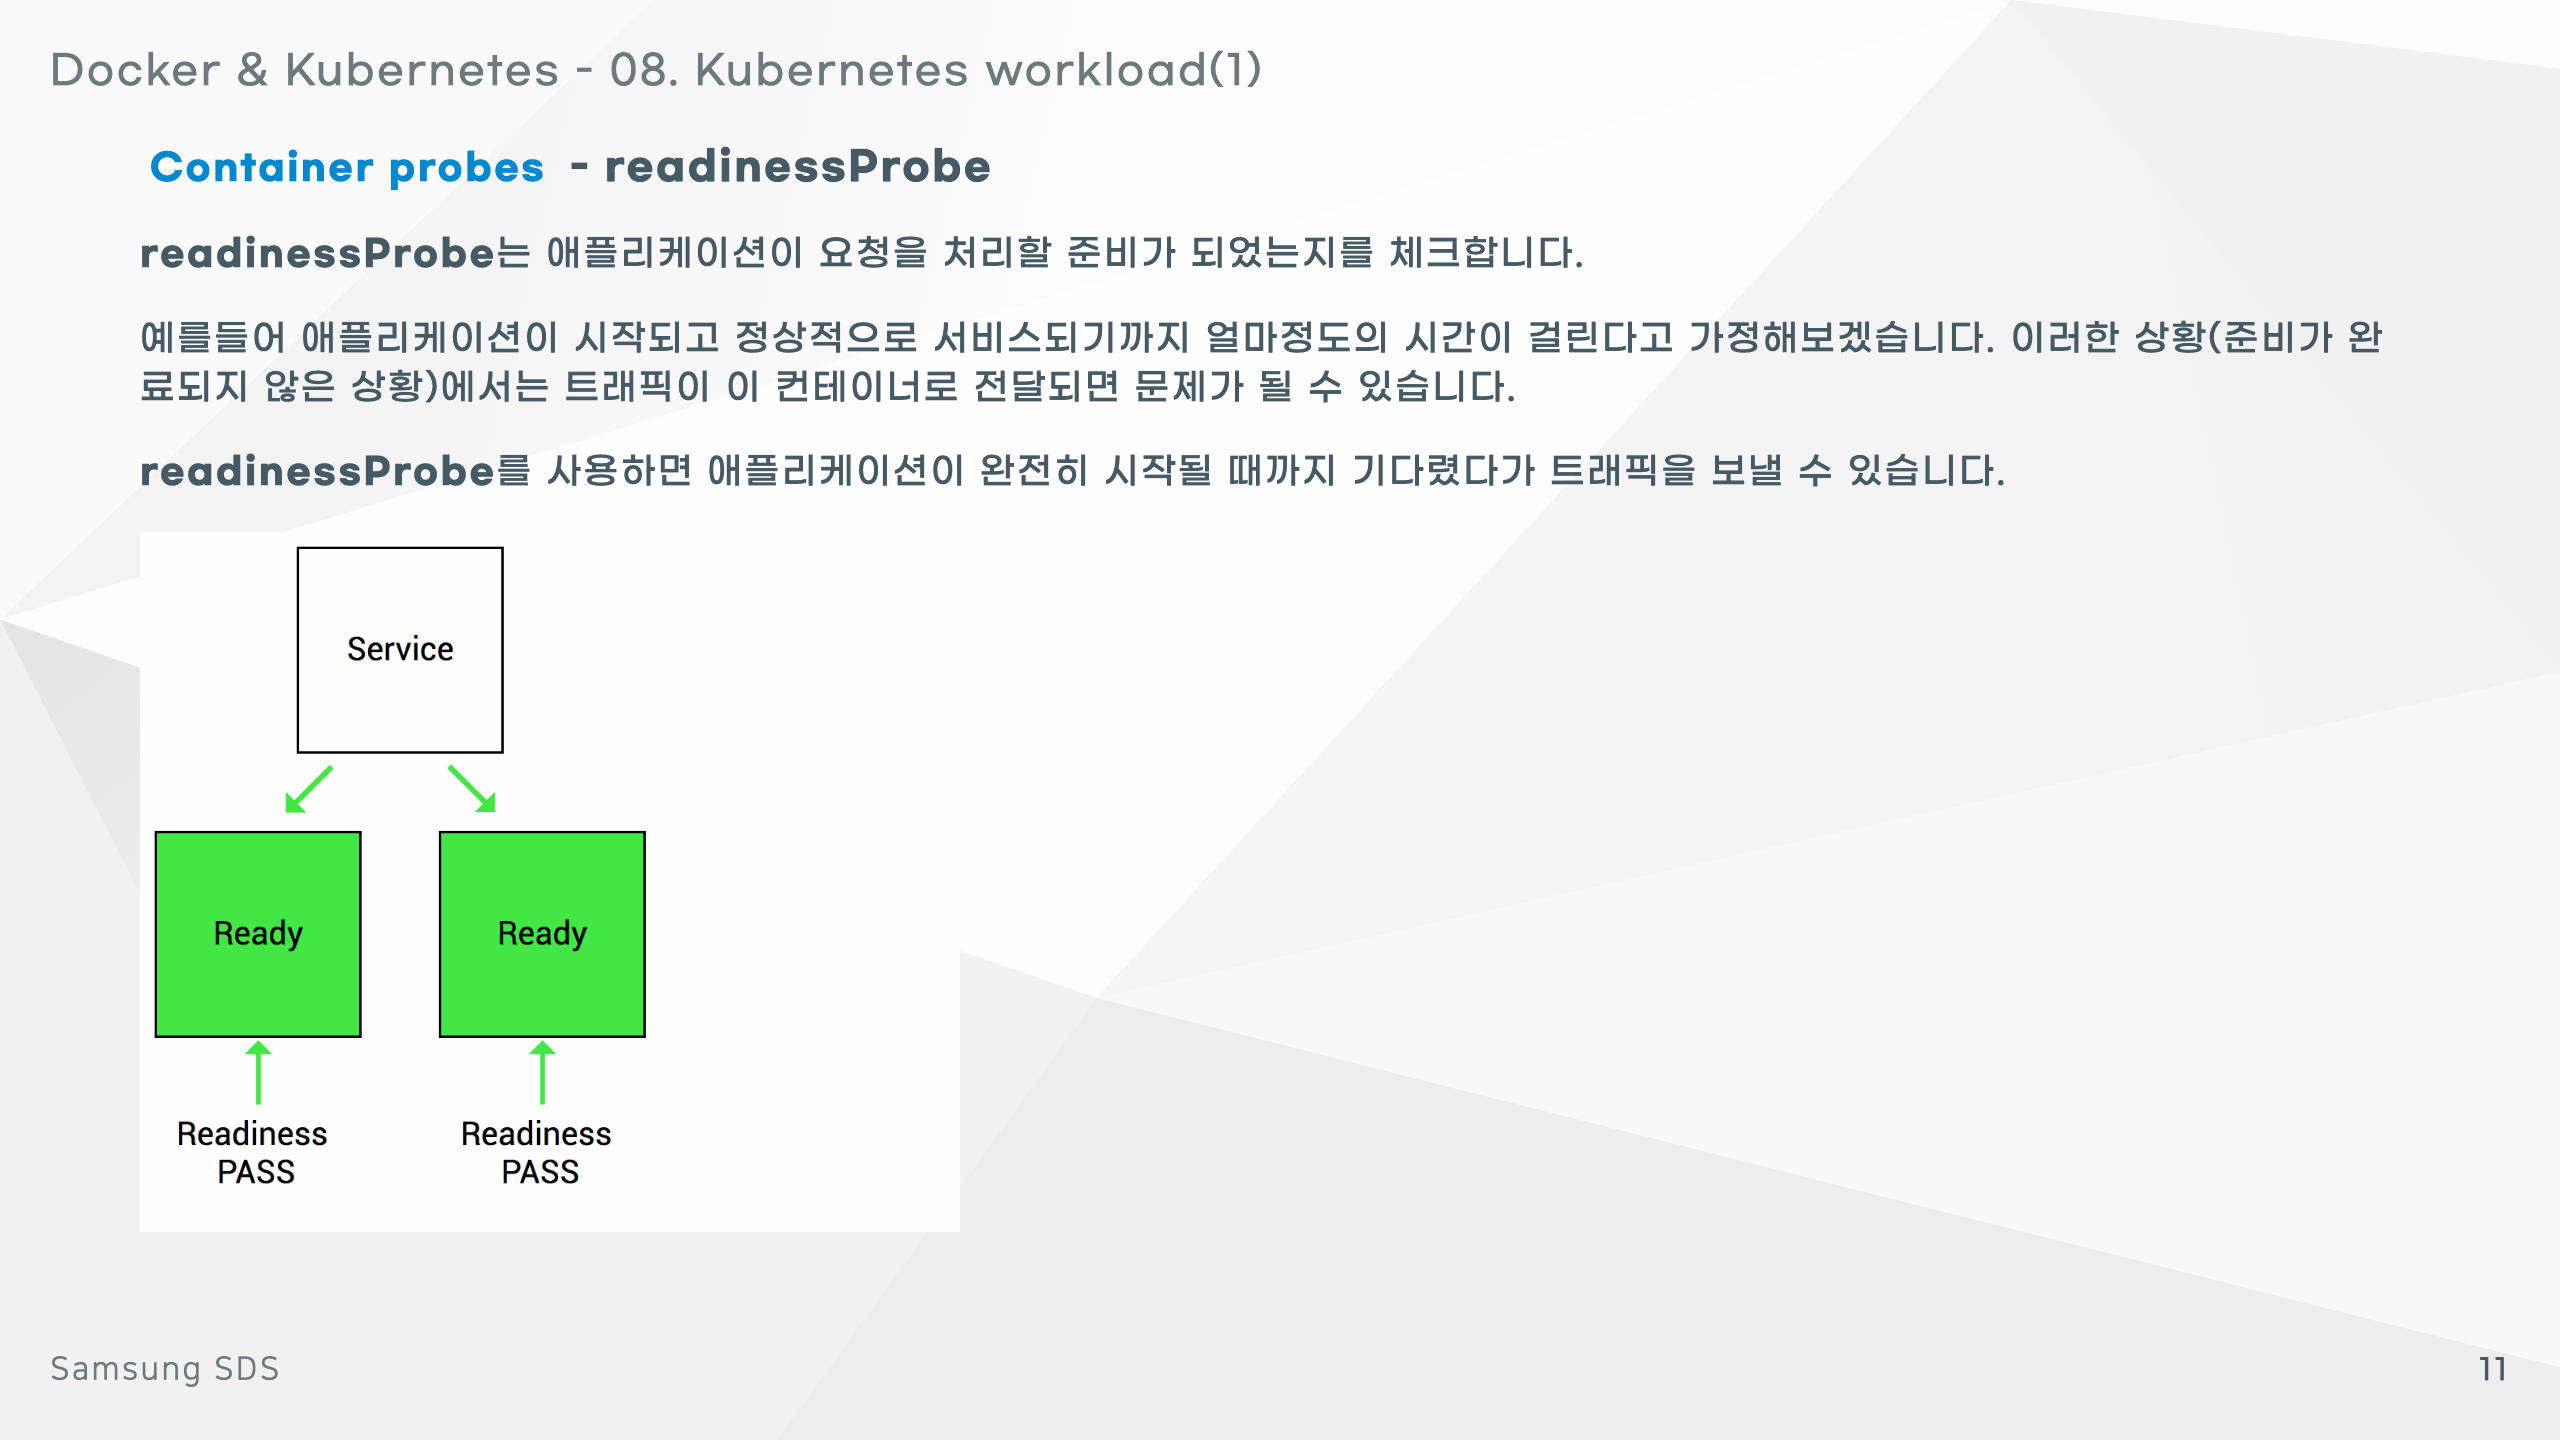 Docker & Kubernetes - 08. Kubernetes workload(1)
Container probes - readinessProbe
readinessProbe는 애플리케이션이 요청을 처리할 준비가 되었는지를 체크합니다.
예를들어 애플리케이션이 시작되고 정상적으로 서비스되기까지 얼마정도의 시간이 걸린다고 가정해보겠습니다. 이러한 상황(준비가 완
료되지 않은 상황)에서는 트래픽이 이 컨테이너로 전달되면 문제가 될 수 있습니다.
readinessProbe를 사용하면 애플리케이션이 완전히 시작될 때까지 기다렸다가 트래픽을 보낼 수 있습니다.
Service
Ready
Ready
Readiness
PASS
Readiness
PASS
Samsung SDS
11